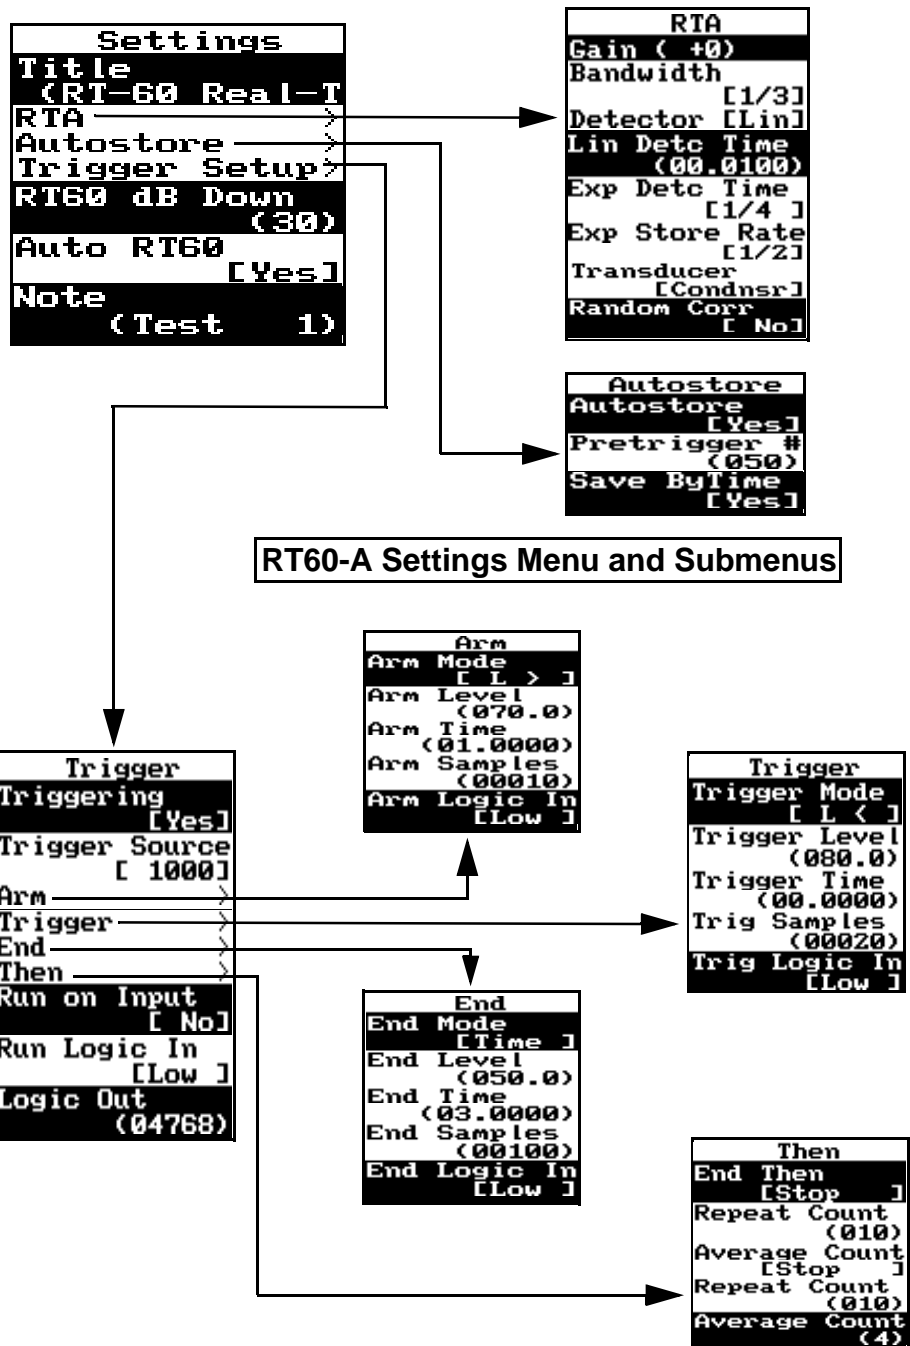 Settings
Title
(RT-60 Real-T
RTA >
Autostore >
Trigger Setup>
RT60 dB Down
(30)
Auto RT60
[Yes]
Note
(Test 1)
RTA
Gain ( +0)
Bandwidth
[1/3]
Detector [Lin]
Lin Detc Time
(00.0100)
Exp Detc Time
[1/4 ]
Exp Store Rate
[1/2]
Transducer
[Condnsr]
Random Corr
[ No]
Autostore
Autostore
[Yes]
Pretrigger #
(050)
Save ByTime
[Yes]
RT60-A Settings Menu and Submenus
Arm
Arm Mode
[ L > ]
Arm Level
(070.0)
Arm Time
(01.0000)
Arm Samples
(00010)
Arm Logic In
[Low ]
Trigger
Triggering
[Yes]
Trigger Source
[ 1000]
Arm >
Trigger >
End >
Then >
Run on Input
[ No]
Run Logic In
[Low ]
Logic Out
(04768)
Trigger
Trigger Mode
[ L < ]
Trigger Level
(080.0)
Trigger Time
(00.0000)
Trig Samples
(00020)
Trig Logic In
[Low ]
End
End Mode
[Time ]
End Level
(050.0)
End Time
(03.0000)
End Samples
(00100)
End Logic In
[Low ]
Then
End Then
[Stop ]
Repeat Count
(010)
Average Count
[Stop ]
Repeat Count
(010)
Average Count
(4)